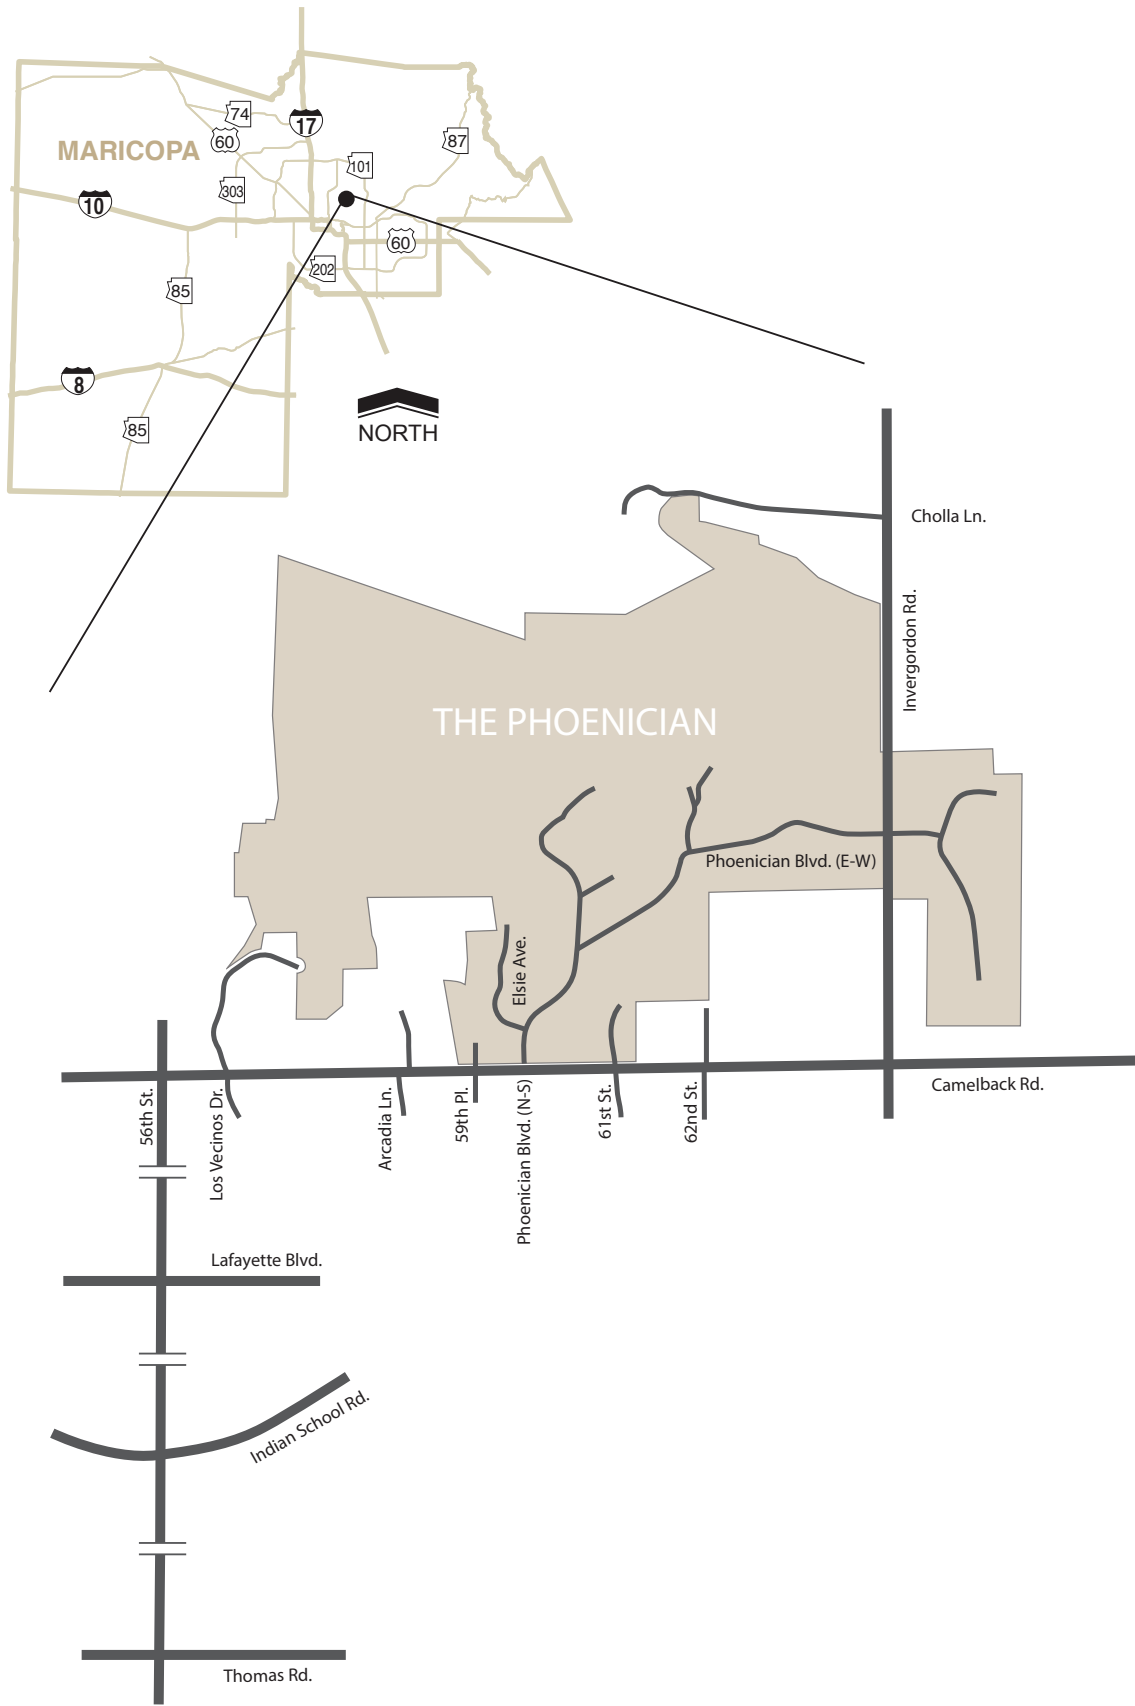 74
17
60
87
MARICOPA
101
303
10
60
202
85
8
85
NORTH
Cholla Ln.
Invergordon Rd.
THE PHOENICIAN
Phoenician Blvd. (E-W)
Elsie Ave.
Camelback Rd.
56th St.
Los Vecinos Dr.
Arcadia Ln.
59th Pl.
Phoenician Blvd. (N-S)
61st St.
62nd St.
Lafayette Blvd.
Indian School Rd.
Thomas Rd.